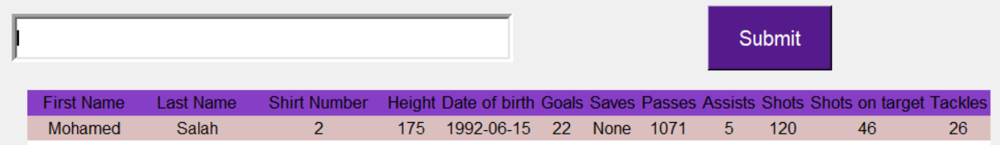 Submit
First Name Last Name Shirt Number Height Date of birth Goals Saves Passes Assists Shots Shots on target Tackles
Mohamed Salah 2 175 1992-06-15 22 None 1071 5 120 46 26